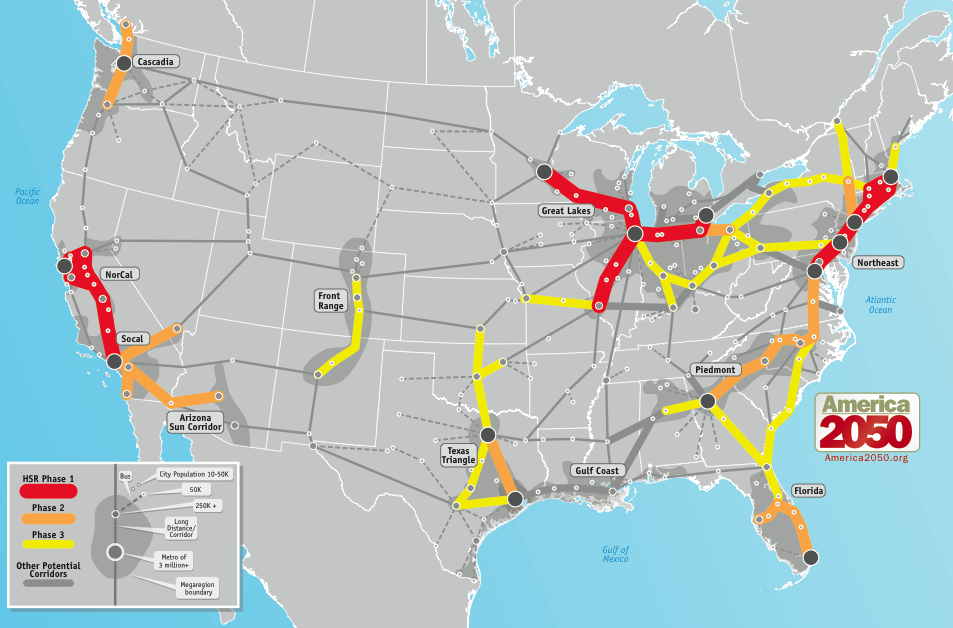 Cascadia
Pacific
Ocean
Great Lakes
NorCal
Northeast
Front
Range
Atlantic
Ocean
Socal
Piedmont
America
2050
America2050.org
Arizona
Sun Corridor
Texas
Triangle
Gulf Coast
Florida
Gulf of
Mexico
HSR Phase 1
Phase 2
Phase 3
Other Potential
Corridors
Bus
City Population 10-50K
50K
250K +
Long
Distance/
Corridor
Metro of
3 million+
Megaregion
boundary